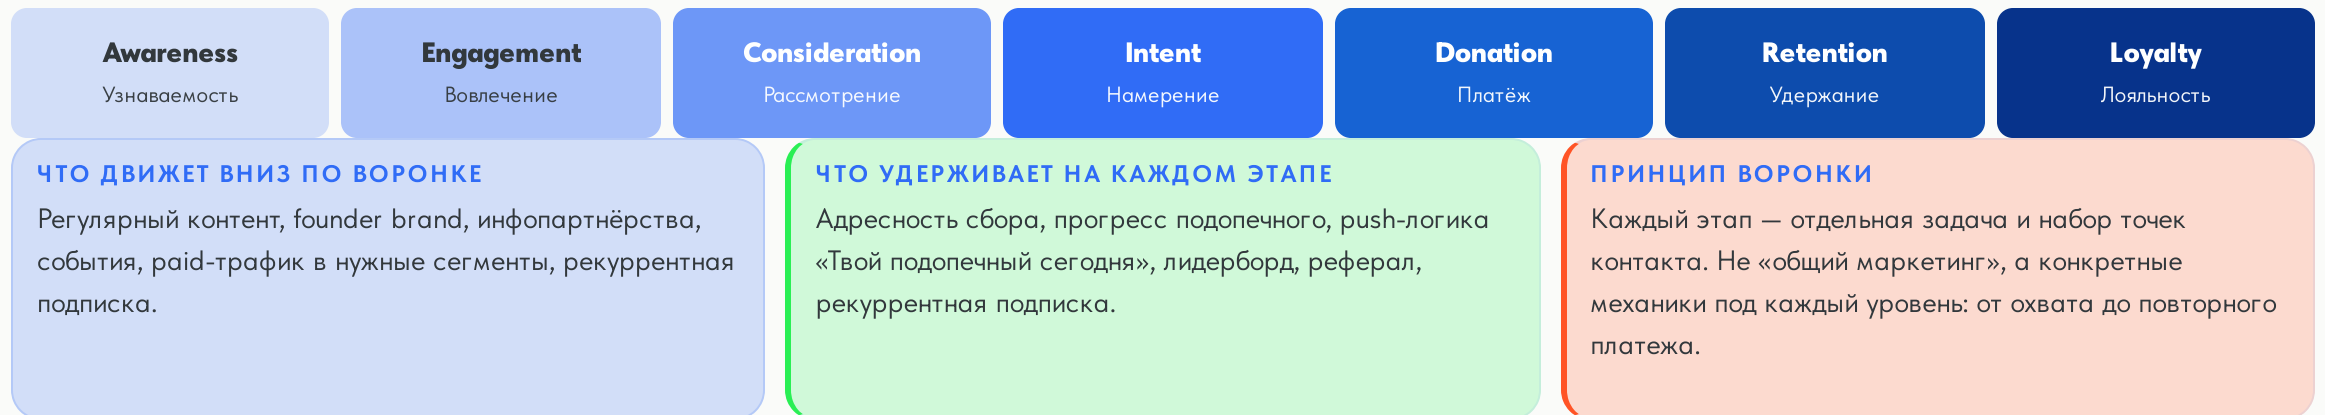 Awareness
Узнаваемость
Engagement
Вовлечение
Consideration
Рассмотрение
Intent
Намерение
Donation
Платёж
Retention
Удержание
Loyalty
Лояльность
ЧТО ДВИЖЕТ ВНИЗ ПО ВОРОНКЕ
Регулярный контент, founder brand, инфопартнёрства,
события, paid-трафик в нужные сегменты, рекуррентная
подписка.
ЧТО УДЕРЖИВАЕТ НА КАЖДОМ ЭТАПЕ
Адресность сбора, прогресс подопечного, push-логика
«Твой подопечный сегодня», лидерборд, реферал,
рекуррентная подписка.
ПРИНЦИП ВОРОНКИ
Каждый этап — отдельная задача и набор точек
контакта. Не «общий маркетинг», а конкретные
механики под каждый уровень: от охвата до повторного
платежа.